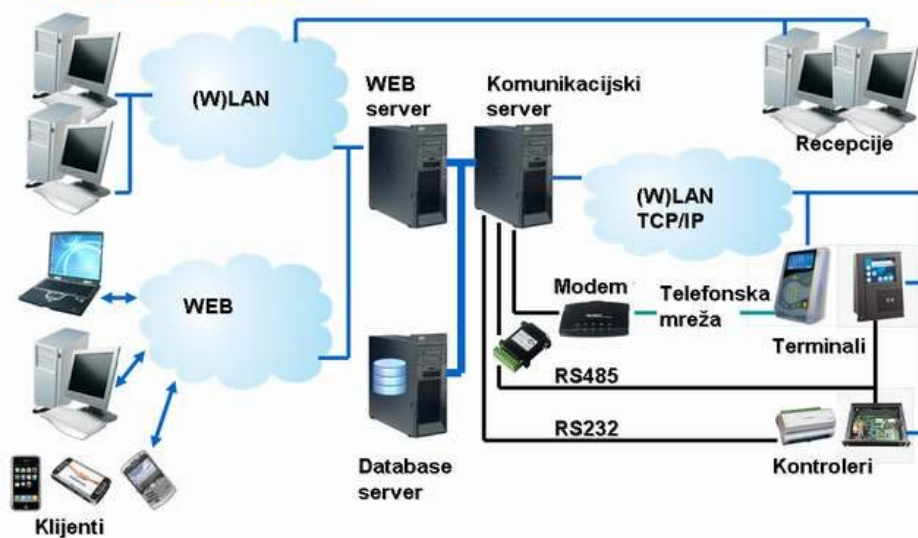 (W)LAN
WEB
server
Komunikacijski
server
Recepcije
(W)LAN
TCP/IP
WEB
Modem
Telefonska
mreža
Terminali
RS485
RS232
Database
server
Kontroleri
Klijenti